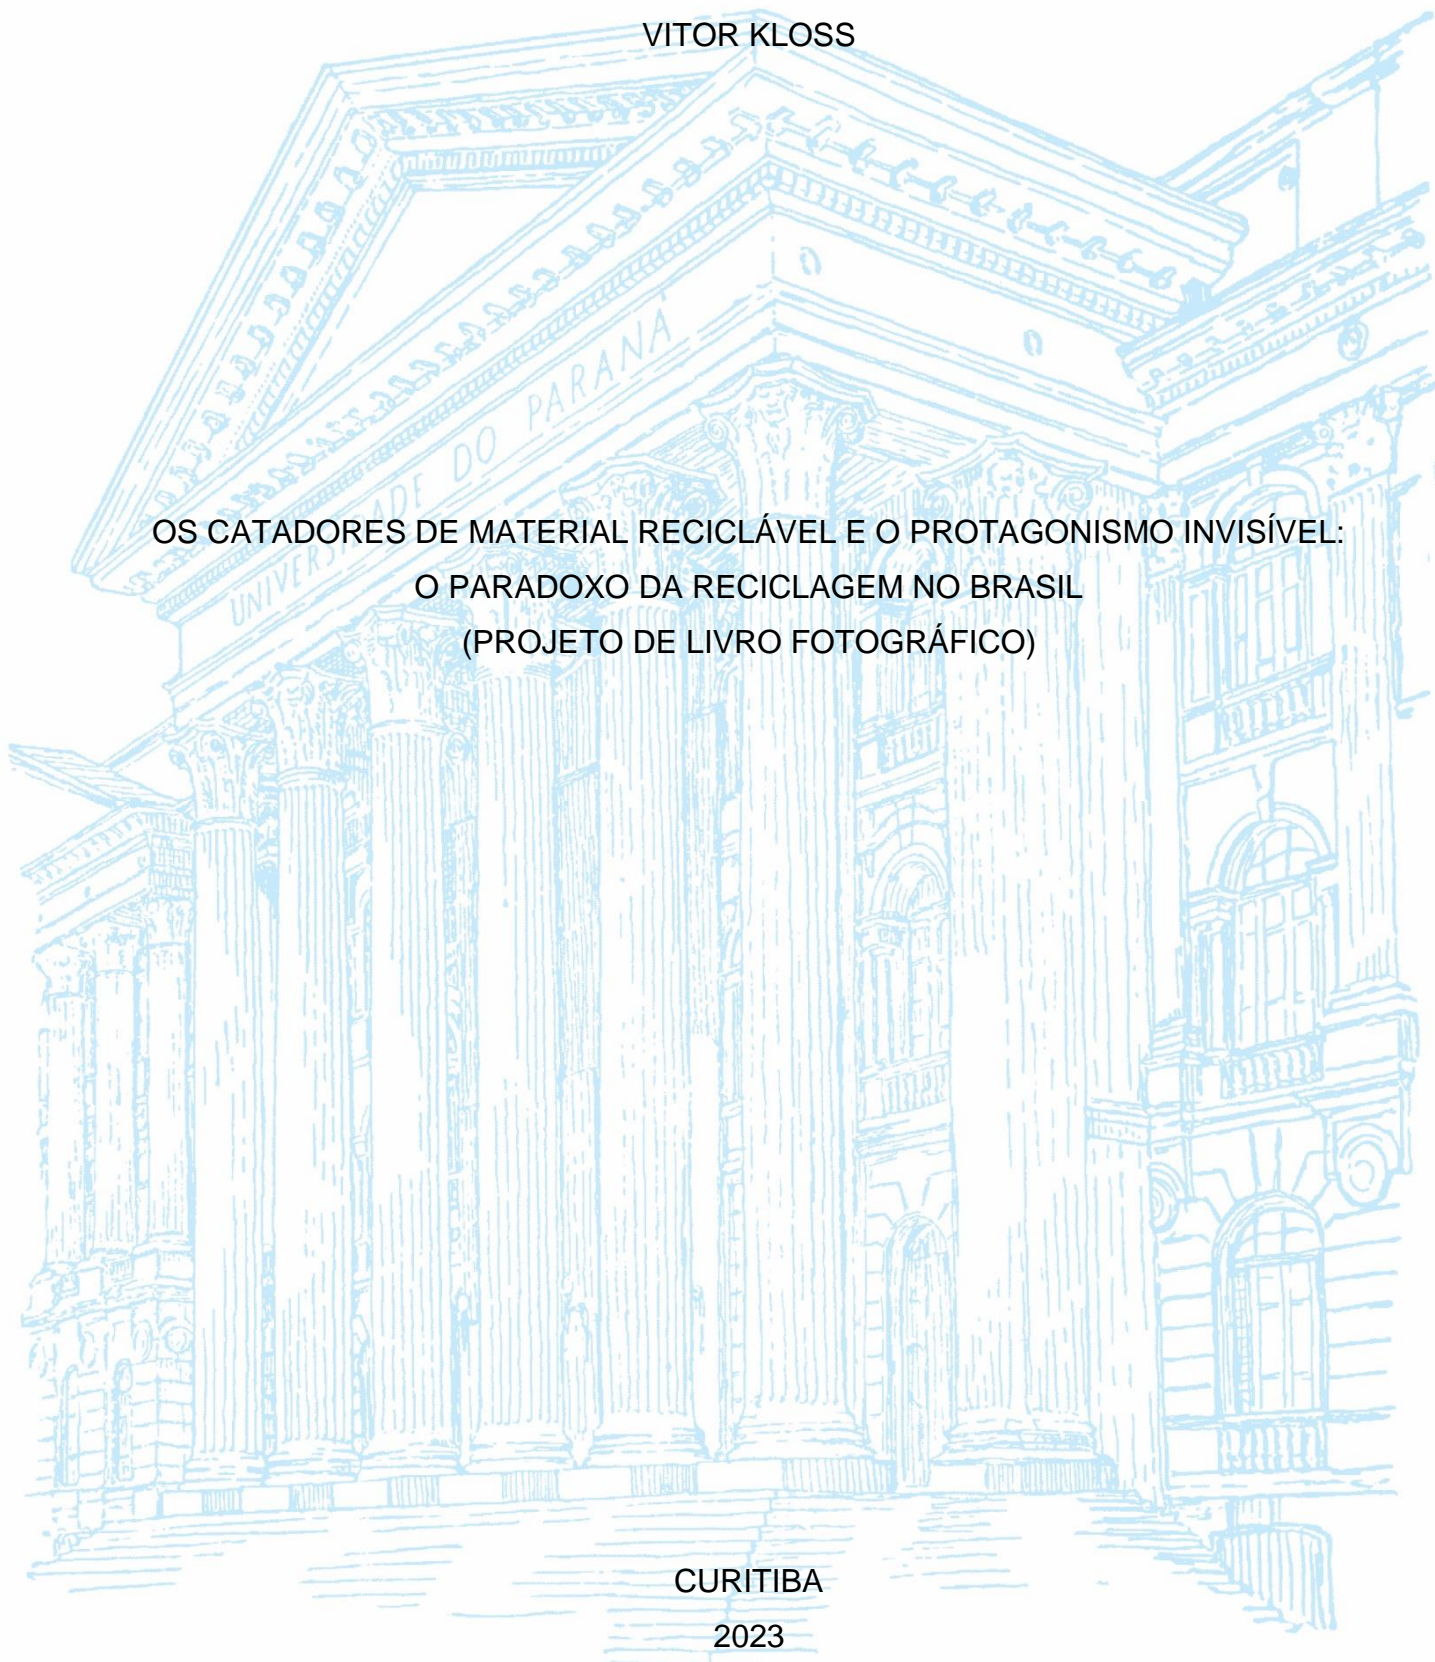 VITOR KLOSS
UNIVERSIDADE DO PARANÁ
OS CATADORES DE MATERIAL RECICLÁVEL E O PROTAGONISMO INVISÍVEL:
O PARADOXO DA RECICLAGEM NO BRASIL
(PROJETO DE LIVRO FOTOGRÁFICO)
CURITIBA
2023